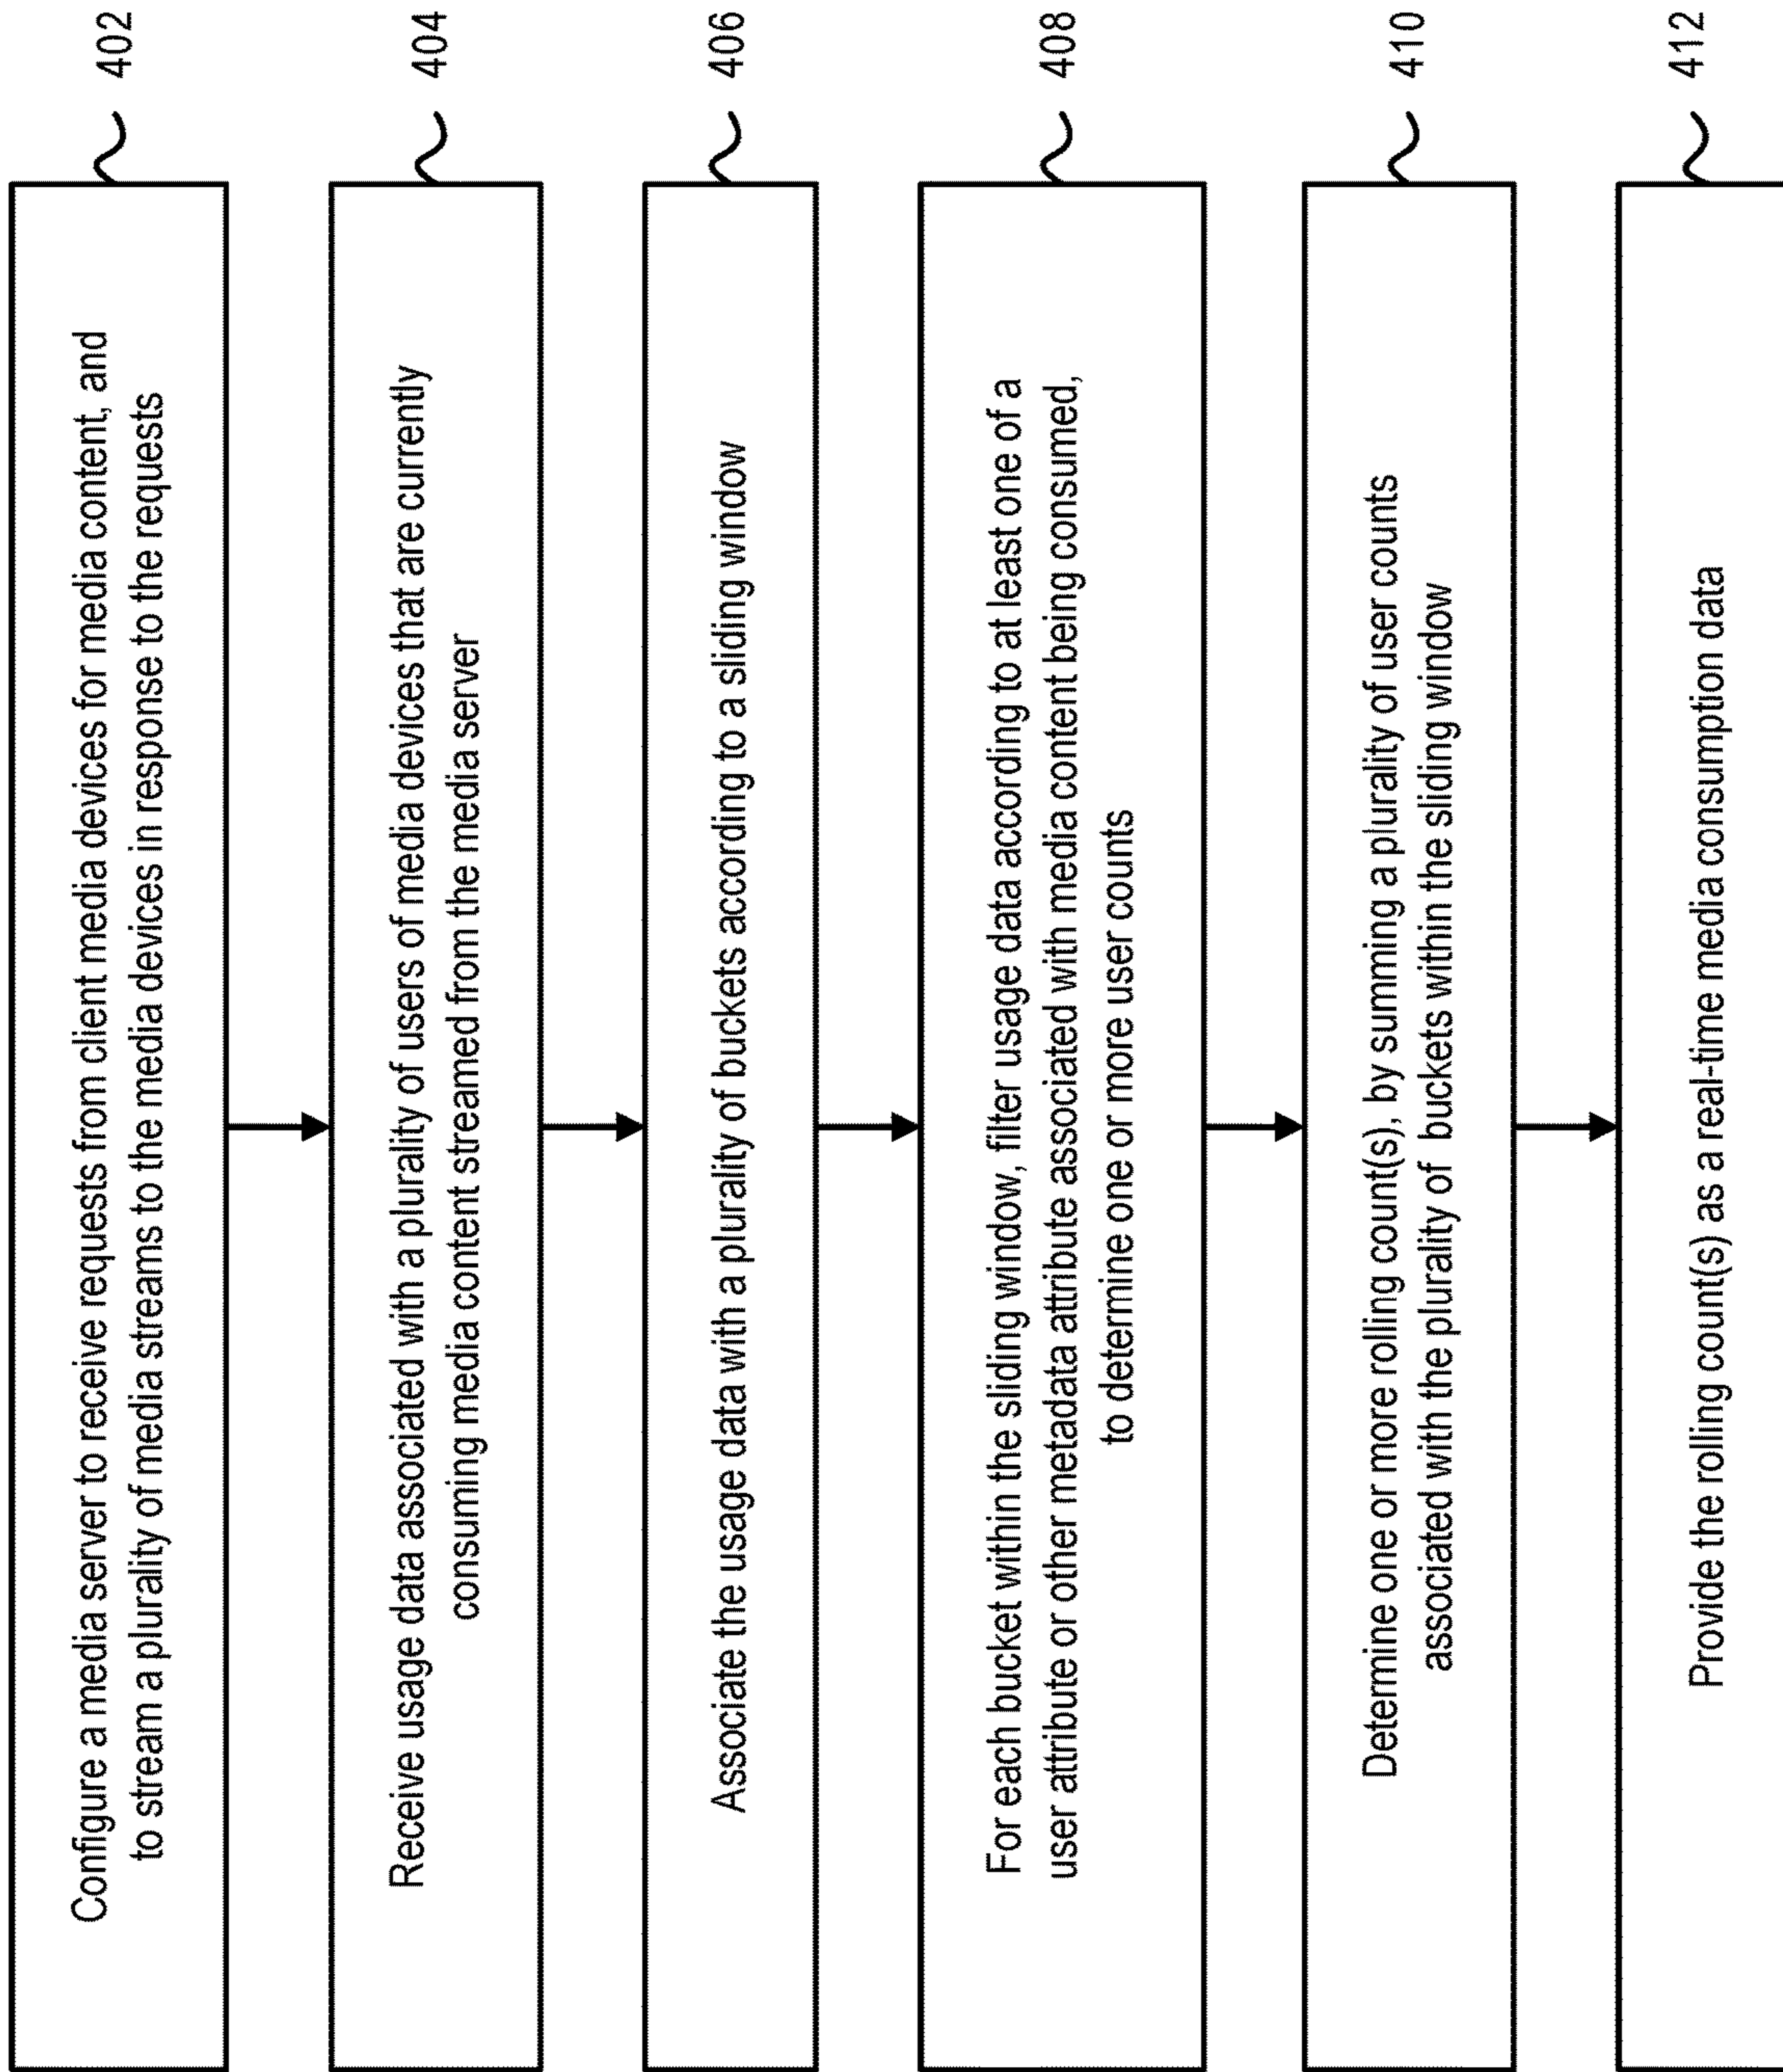 Configure a media server to receive requests from client media devices for media content, and
to stream a plurality of media streams to the media devices in response to the requests
402
Receive usage data associated with a plurality of users of media devices that are currently
consuming media content streamed from the media server
404
Associate the usage data with a plurality of buckets according to a sliding window
406
For each bucket within the sliding window, filter usage data according to at least one of a
user attribute or other metadata attribute associated with media content being consumed,
to determine one or more user counts
408
Determine one or more rolling count(s), by summing a plurality of user counts
associated with the plurality of buckets within the sliding window
410
Provide the rolling count(s) as a real-time media consumption data
412